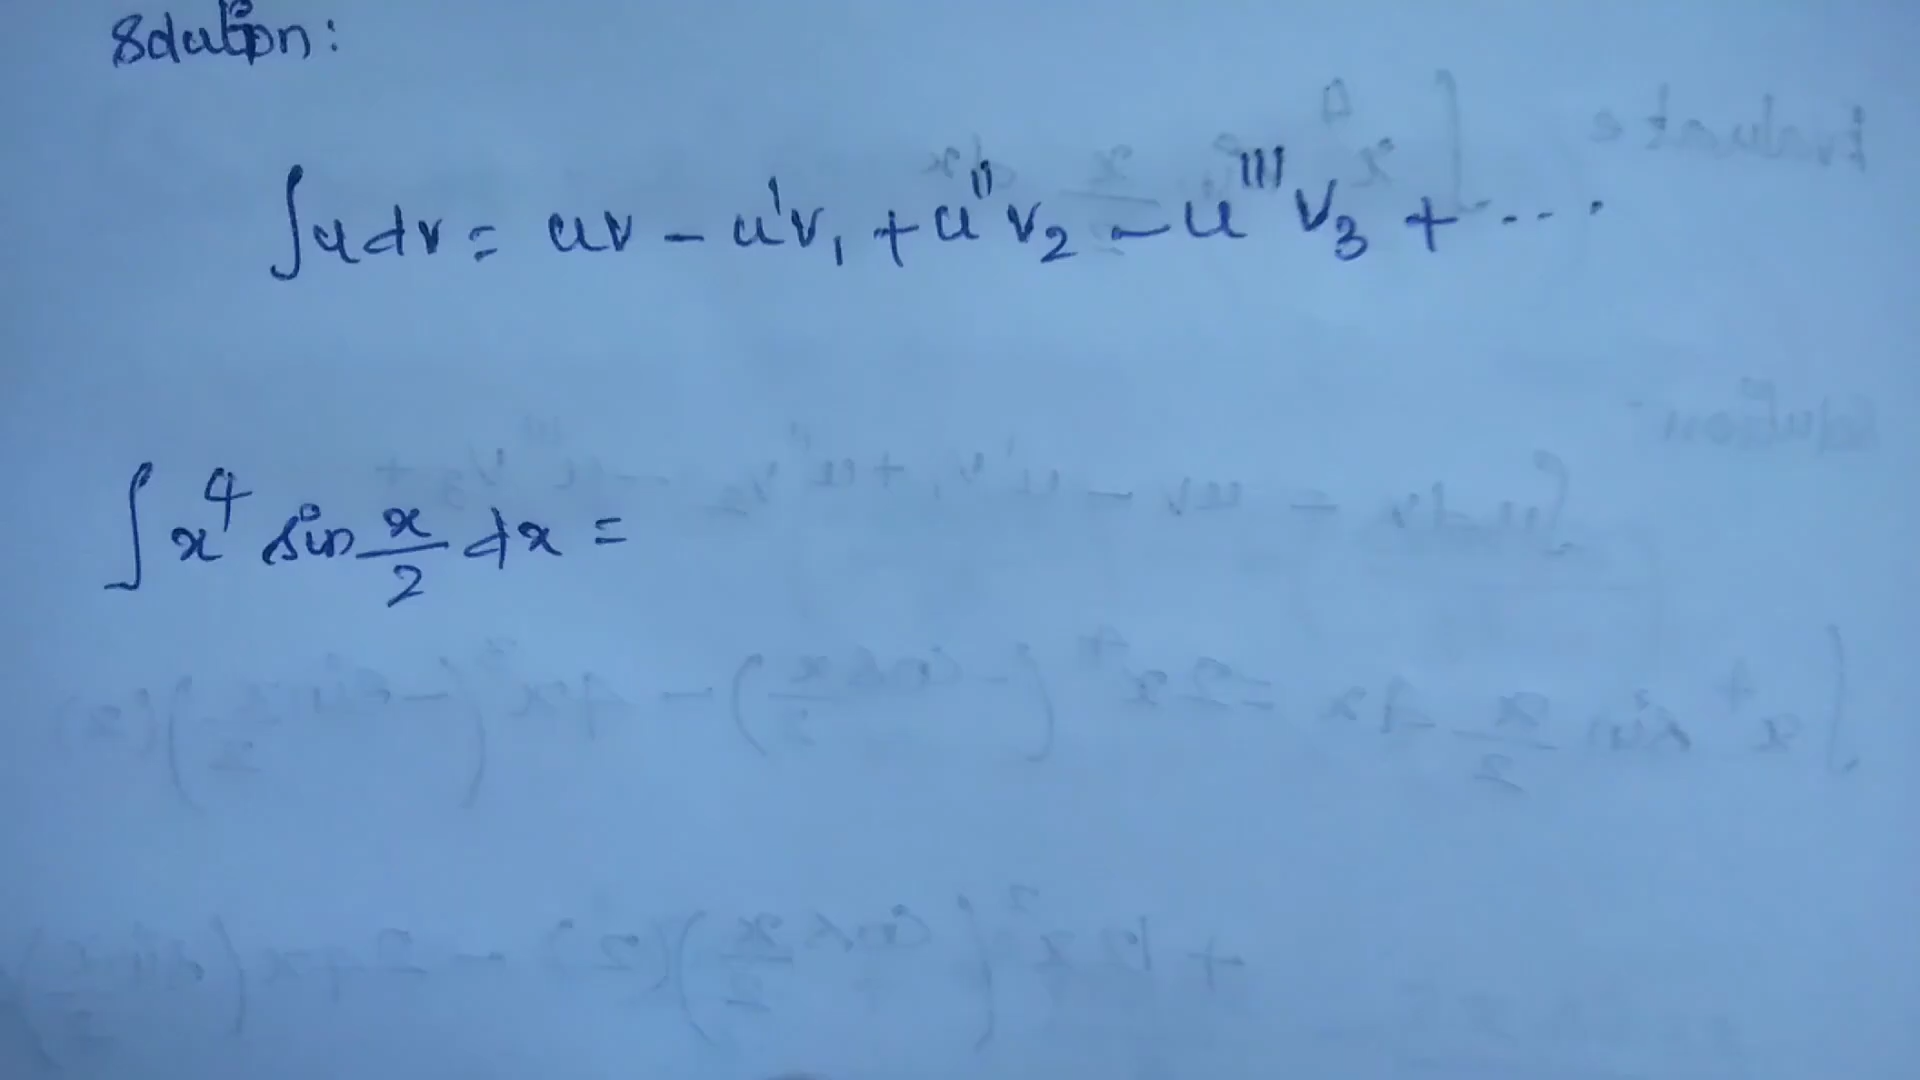 Solution:
∫u dv = uv - u'v₁ + u''v₂ - u'''v₃ + ....
∫x⁴ sin x/2 dx =